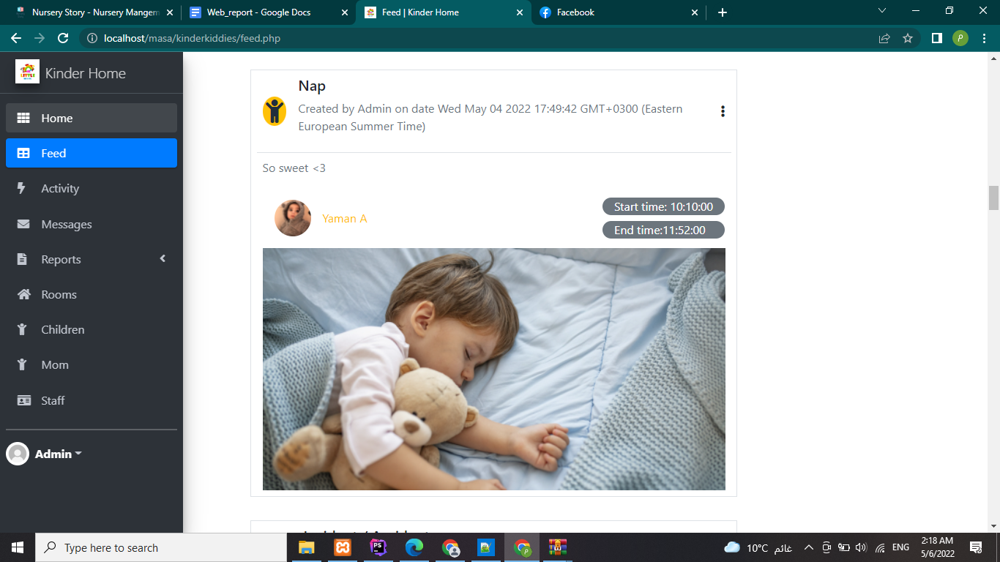 Nursery Story - Nursery Mangem
Web_report - Google Docs
Feed | Kinder Home
Facebook
localhost/masa/kinderkiddies/feed.php
P
Kinder Home
Home
Feed
Activity
Messages
Reports
Rooms
Children
Mom
Staff
Admin
Nap
Created by Admin on date Wed May 04 2022 17:49:42 GMT+0300 (Eastern
European Summer Time)
So sweet <3
Yaman A
Start time: 10:10:00
End time:11:52:00
Type here to search
PS
10°C غائم
ENG
2:18 AM
5/6/2022